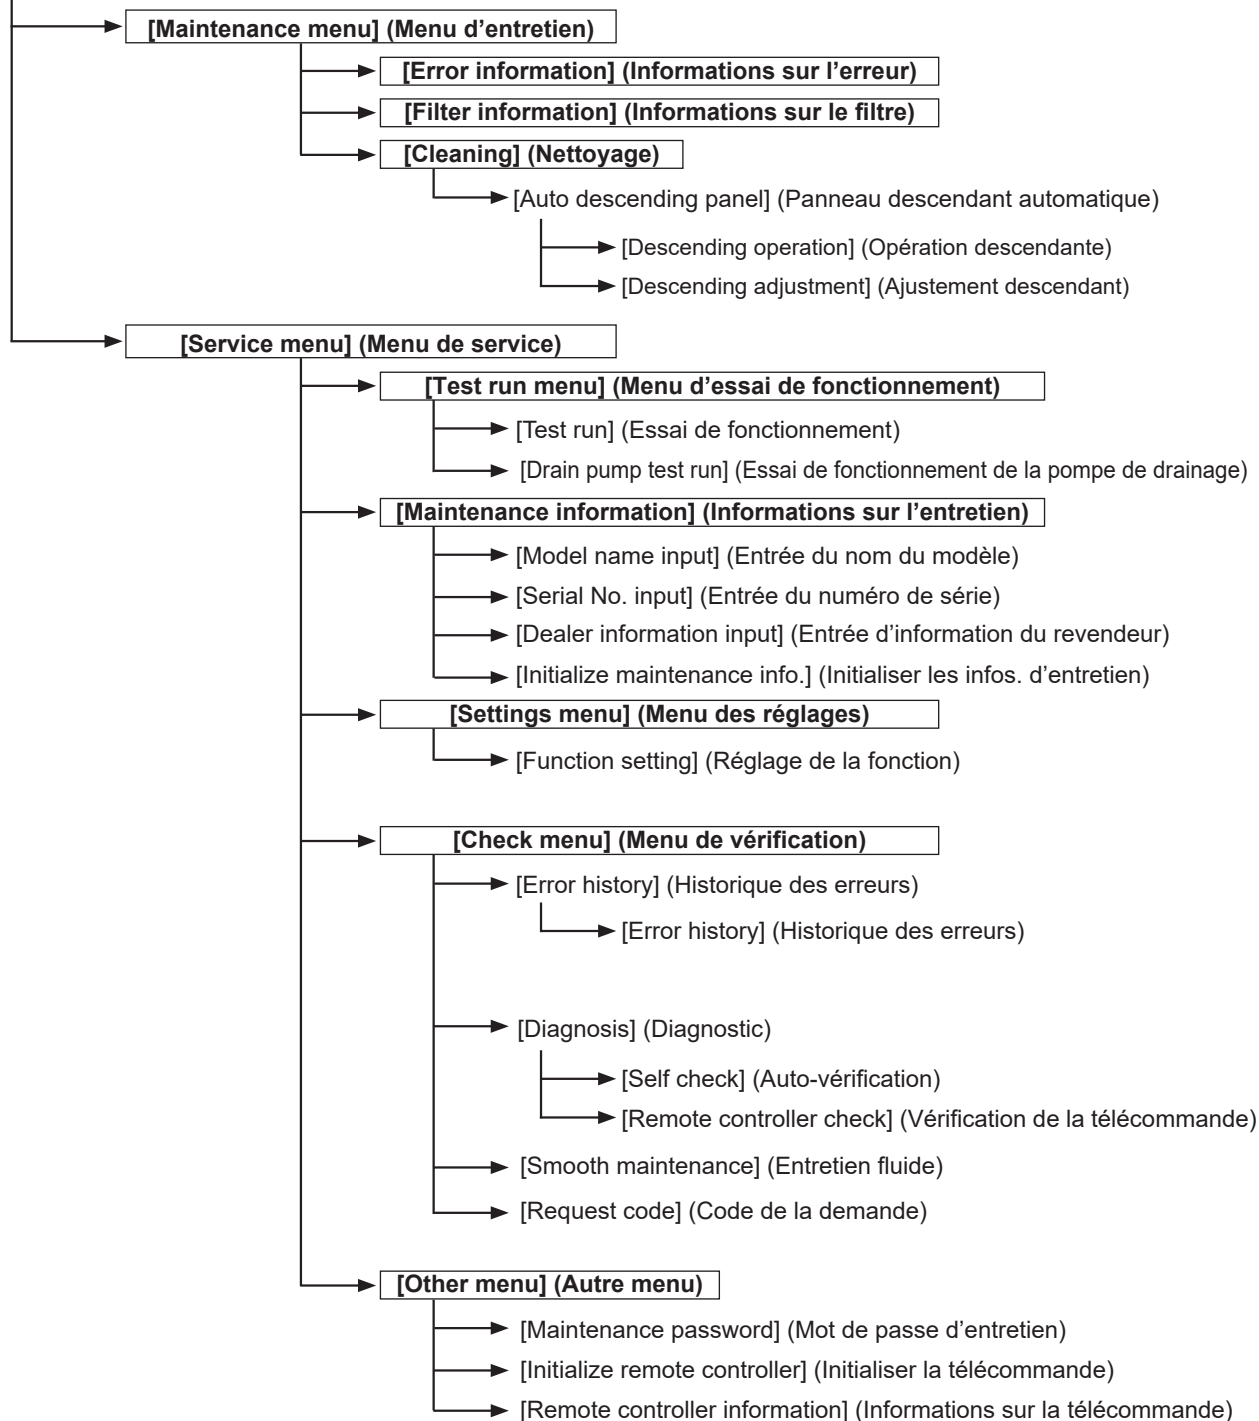 [Maintenance menu] (Menu d’entretien)
[Error information] (Informations sur l’erreur)
[Filter information] (Informations sur le filtre)
[Cleaning] (Nettoyage)
[Auto descending panel] (Panneau descendant automatique)
[Descending operation] (Opération descendante)
[Descending adjustment] (Ajustement descendant)
[Service menu] (Menu de service)
[Test run menu] (Menu d’essai de fonctionnement)
[Test run] (Essai de fonctionnement)
[Drain pump test run] (Essai de fonctionnement de la pompe de drainage)
[Maintenance information] (Informations sur l’entretien)
[Model name input] (Entrée du nom du modèle)
[Serial No. input] (Entrée du numéro de série)
[Dealer information input] (Entrée d’information du revendeur)
[Initialize maintenance info.] (Initialiser les infos. d’entretien)
[Settings menu] (Menu des réglages)
[Function setting] (Réglage de la fonction)
[Check menu] (Menu de vérification)
[Error history] (Historique des erreurs)
[Error history] (Historique des erreurs)
[Diagnosis] (Diagnostic)
[Self check] (Auto-vérification)
[Remote controller check] (Vérification de la télécommande)
[Smooth maintenance] (Entretien fluide)
[Request code] (Code de la demande)
[Other menu] (Autre menu)
[Maintenance password] (Mot de passe d’entretien)
[Initialize remote controller] (Initialiser la télécommande)
[Remote controller information] (Informations sur la télécommande)